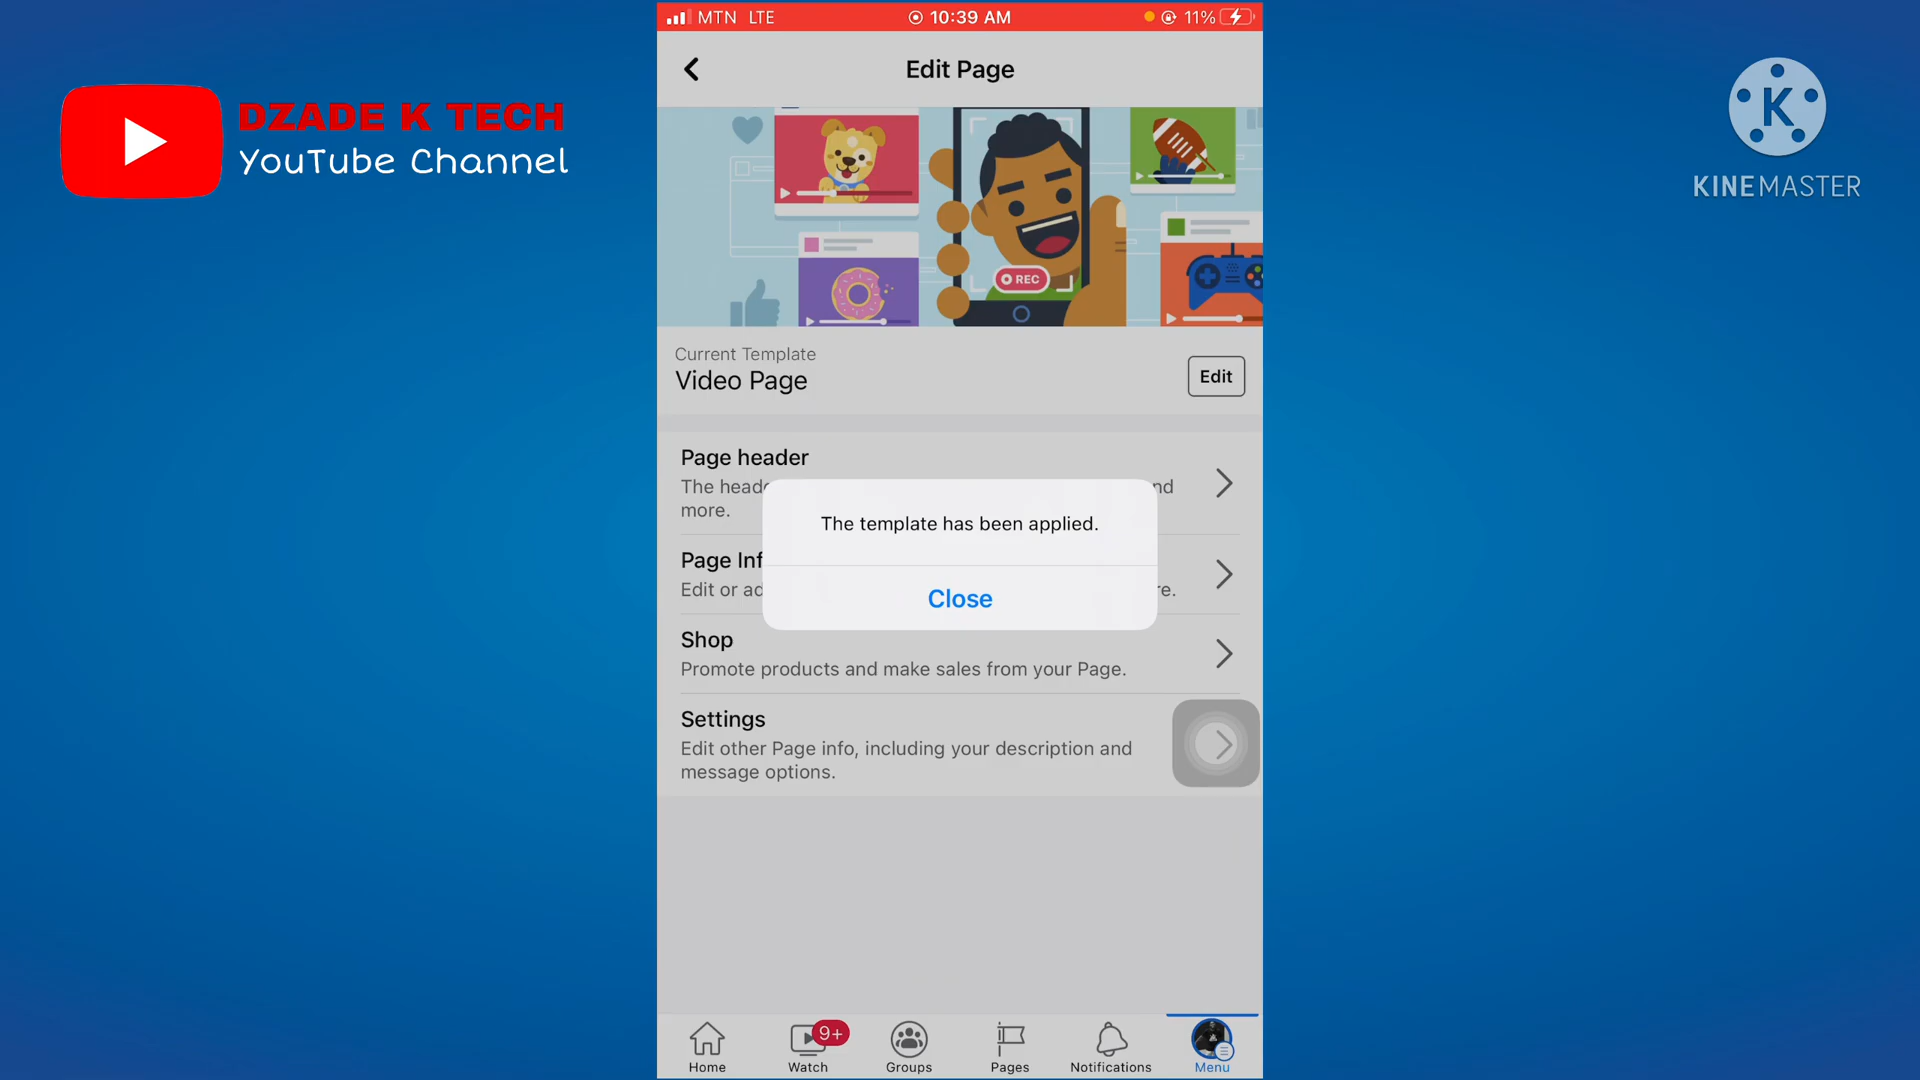 MTN LTE 10:39 AM 11%
Edit Page
DZADE K TECH
YouTube Channel
K
KINEMASTER
REC
Current Template
Video Page
Edit
Page header
The head nd
more.
Page Inf
Edit or ad re.
The template has been applied.
Close
Shop
Promote products and make sales from your Page.
Settings
Edit other Page info, including your description and
message options.
9+
Home Watch Groups Pages Notifications Menu